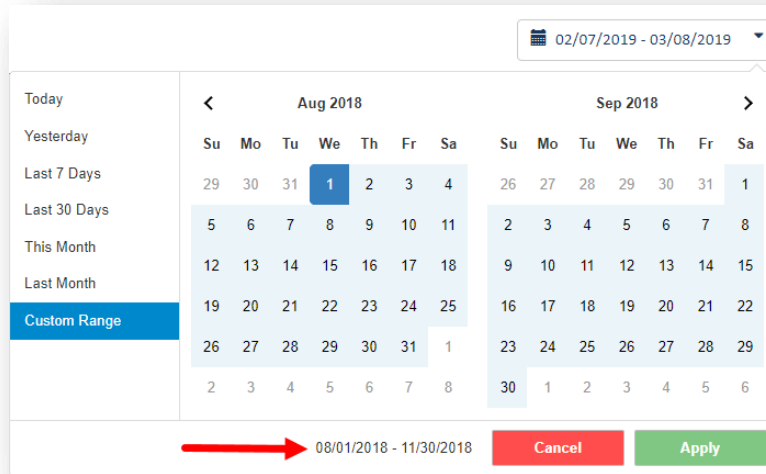 02/07/2019 - 03/08/2019
Today
Yesterday
Last 7 Days
Last 30 Days
This Month
Last Month
Custom Range
Aug 2018
Su Mo Tu We Th Fr Sa
29 30 31 1 2 3 4
5 6 7 8 9 10 11
12 13 14 15 16 17 18
19 20 21 22 23 24 25
26 27 28 29 30 31 1
2 3 4 5 6 7 8
Sep 2018
Su Mo Tu We Th Fr Sa
26 27 28 29 30 31 1
2 3 4 5 6 7 8
9 10 11 12 13 14 15
16 17 18 19 20 21 22
23 24 25 26 27 28 29
30 1 2 3 4 5 6
08/01/2018 - 11/30/2018
Cancel
Apply